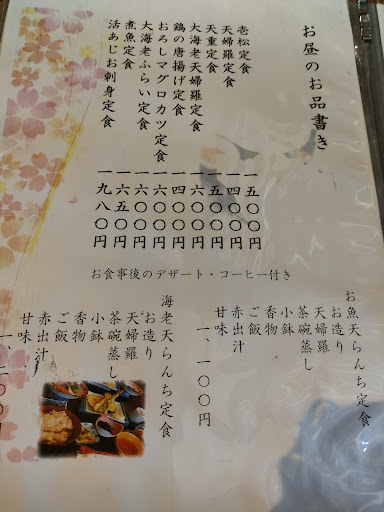 お昼のお品書き
壱松定食 一五〇〇円
天婦羅定食 一四〇〇円
天重定食 一五〇〇円
大海老天婦羅定食 一六〇〇円
鶏の唐揚げ定食 一四〇〇円
おろしマグロカツ定食 一六〇〇円
大海老ふらい定食 一六〇〇円
煮魚定食 一六五〇円
活あじお刺身定食 一九八〇円
お食事後のデザート・コーヒー付き
お魚天らんち定食
お造り
天婦羅
茶碗蒸し
小鉢
香物
ご飯
赤出汁
甘味
一、一〇〇円
海老天らんち定食
お造り
天婦羅
茶碗蒸し
小鉢
香物
ご飯
赤出汁
甘味